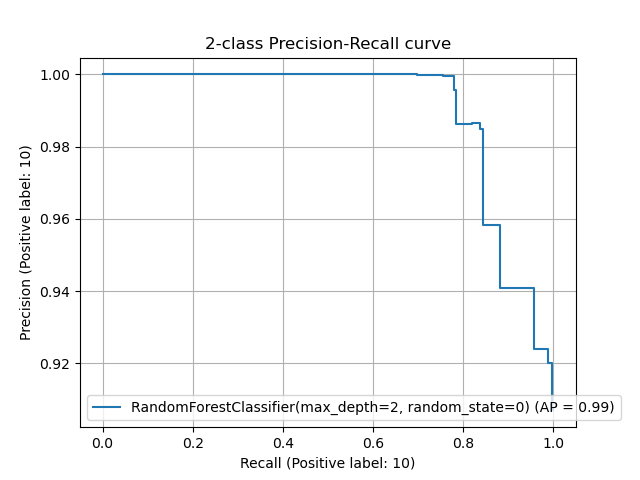 2-class Precision-Recall curve
Precision (Positive label: 10)
1.00
0.98
0.96
0.94
0.92
RandomForestClassifier(max_depth=2, random_state=0) (AP = 0.99)
0.0 0.2 0.4 0.6 0.8 1.0
Recall (Positive label: 10)